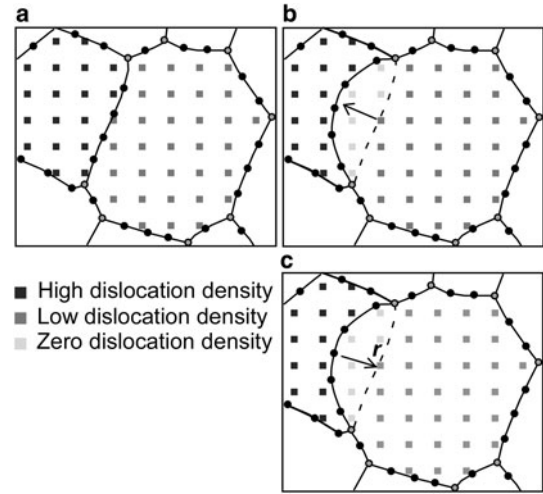 a
b
High dislocation density
Low dislocation density
Zero dislocation density
c
r